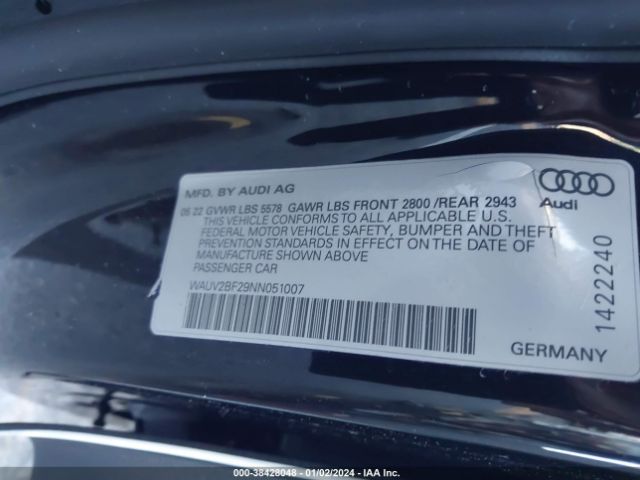 MFD. BY AUDI AG
05 22 GVWR LBS 5578 GAWR LBS FRONT 2800 /REAR 2943
THIS VEHICLE CONFORMS TO ALL APPLICABLE U.S.
FEDERAL MOTOR VEHICLE SAFETY, BUMPER AND THEFT
PREVENTION STANDARDS IN EFFECT ON THE DATE OF
MANUFACTURE SHOWN ABOVE
PASSENGER CAR
WAUV2BF29NN051007
Audi
1422240
GERMANY
000-38428048 - 01/02/2024 - IAA Inc.